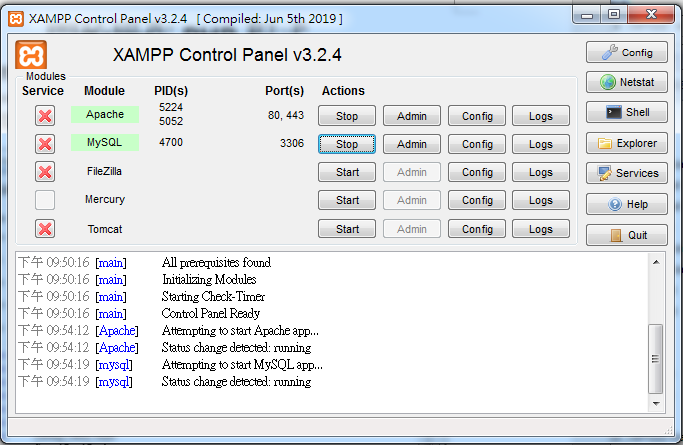 XAMPP Control Panel v3.2.4 [ Compiled: Jun 5th 2019 ]
XAMPP Control Panel v3.2.4
Config
Modules
Service Module PID(s) Port(s) Actions
Netstat
Apache 5224 5052 80, 443 Stop Admin Config Logs
Shell
MySQL 4700 3306 Stop Admin Config Logs
Explorer
FileZilla Start Admin Config Logs
Services
Mercury Start Admin Config Logs
Help
Tomcat Start Admin Config Logs
Quit
下午 09:50:16 [main] All prerequisites found
下午 09:50:16 [main] Initializing Modules
下午 09:50:16 [main] Starting Check-Timer
下午 09:50:16 [main] Control Panel Ready
下午 09:54:12 [Apache] Attempting to start Apache app...
下午 09:54:12 [Apache] Status change detected: running
下午 09:54:19 [mysql] Attempting to start MySQL app...
下午 09:54:19 [mysql] Status change detected: running